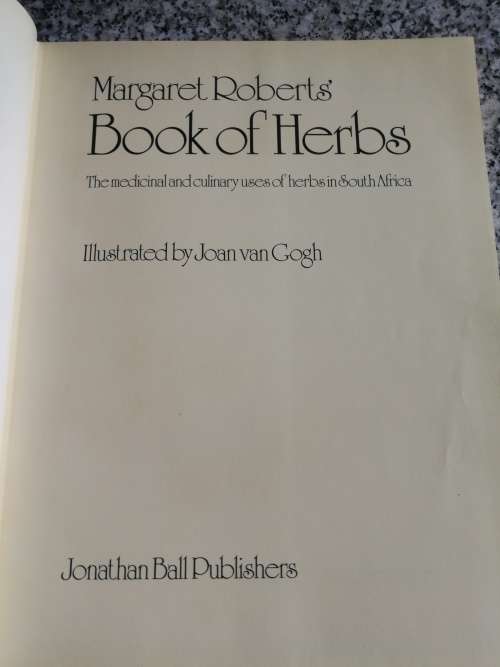 Margaret Roberts'
Book of Herbs
The medicinal and culinary uses of herbs in South Africa
Illustrated by Joan van Gogh
Jonathan Ball Publishers